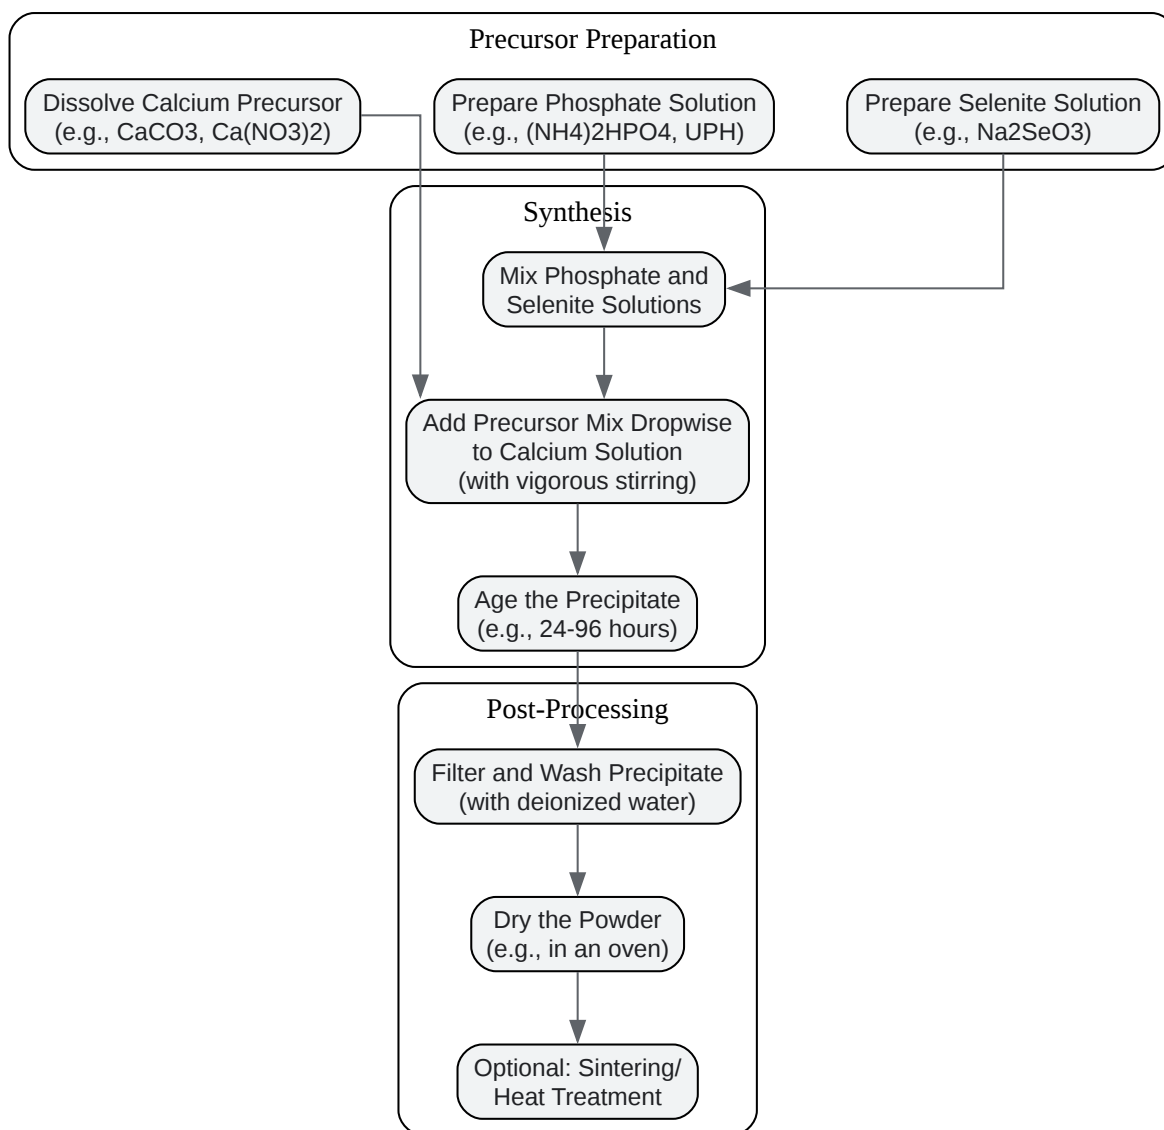 Precursor Preparation
Dissolve Calcium Precursor
(e.g., CaCO3, Ca(NO3)2)
Prepare Phosphate Solution
(e.g., (NH4)2HPO4, UPH)
Prepare Selenite Solution
(e.g., Na2SeO3)
Synthesis
Mix Phosphate and
Selenite Solutions
Add Precursor Mix Dropwise
to Calcium Solution
(with vigorous stirring)
Age the Precipitate
(e.g., 24-96 hours)
Post-Processing
Filter and Wash Precipitate
(with deionized water)
Dry the Powder
(e.g., in an oven)
Optional: Sintering/
Heat Treatment